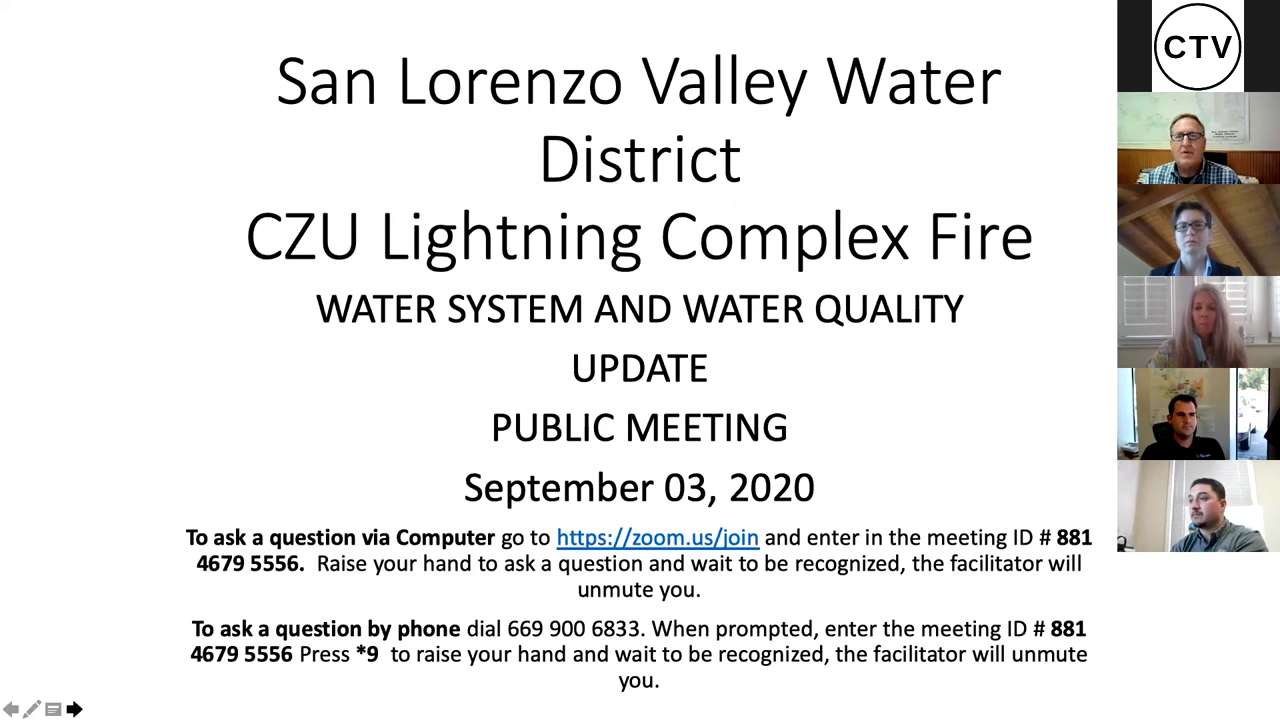 San Lorenzo Valley Water
District
CZU Lightning Complex Fire
WATER SYSTEM AND WATER QUALITY
UPDATE
PUBLIC MEETING
September 03, 2020
To ask a question via Computer go to https://zoom.us/join and enter in the meeting ID # 881
4679 5556. Raise your hand to ask a question and wait to be recognized, the facilitator will
unmute you.
To ask a question by phone dial 669 900 6833. When prompted, enter the meeting ID # 881
4679 5556 Press *9 to raise your hand and wait to be recognized, the facilitator will unmute
you.
CTV